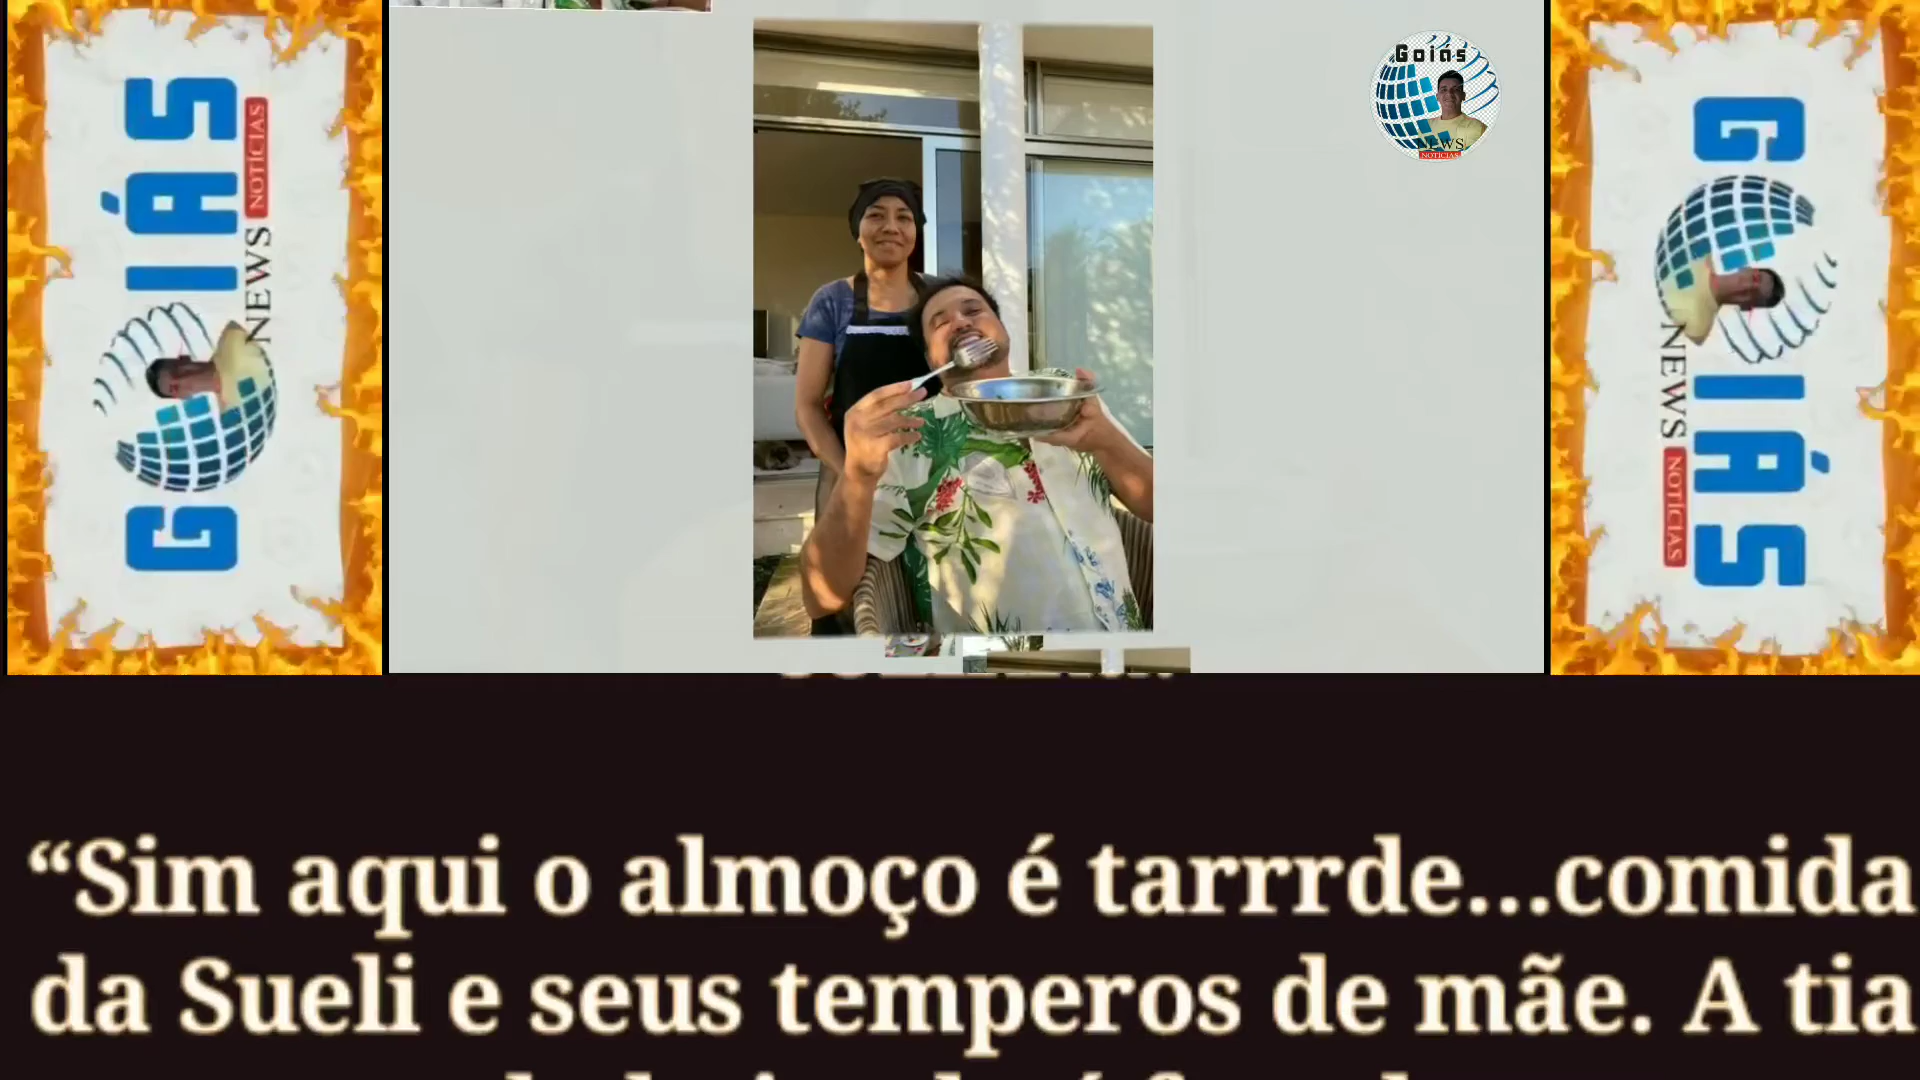 GOIÁS
NEWS
NOTÍCIAS
Goiás
NEWS
NOTÍCIAS
GOIÁS
NEWS
NOTÍCIAS
“Sim aqui o almoço é tarrrde...comida
da Sueli e seus temperos de mãe. A tia